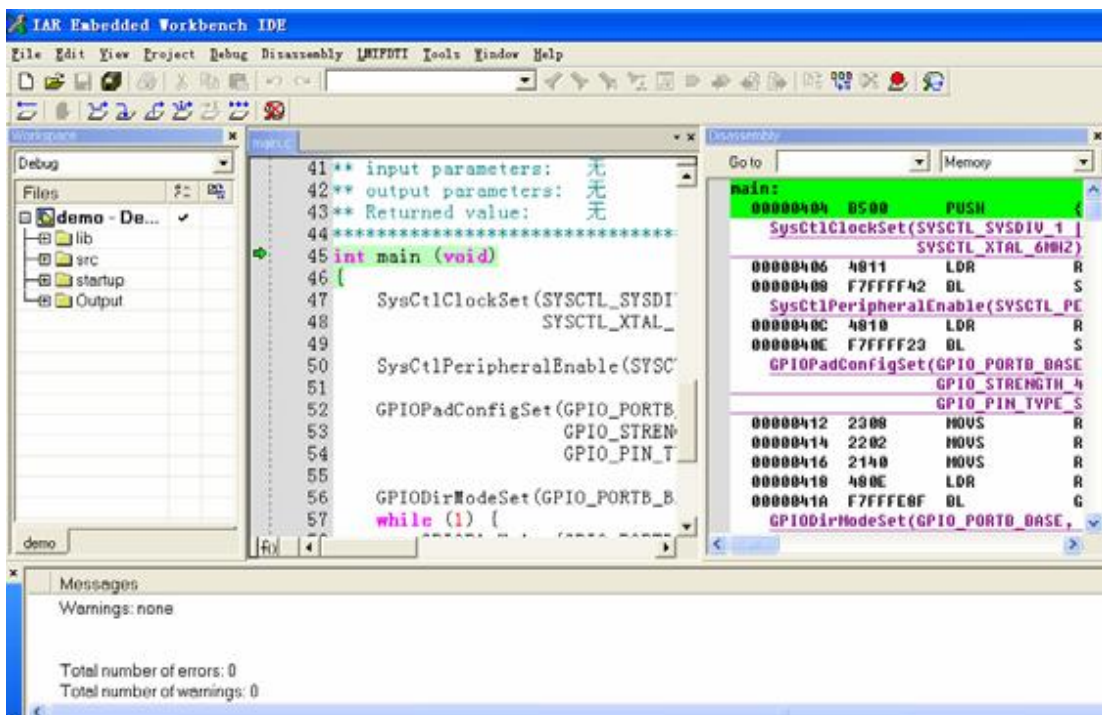 IAR Embedded Workbench IDE
File Edit View Project Debug Disassembly LMIFDTI Tools Window Help
Workspace
Debug
Files
demo - De...
lib
src
startup
Output
demo
main.c
41 ** input parameters: 无
42 ** output parameters: 无
43 ** Returned value: 无
44 ********************************
45 int main (void)
46 {
47 SysCtlClockSet(SYSCTL_SYSDI
48 SYSCTL_XTAL_
49
50 SysCtlPeripheralEnable(SYSC
51
52 GPIOPadConfigSet(GPIO_PORTB
53 GPIO_STREN
54 GPIO_PIN_T
55
56 GPIODirModeSet(GPIO_PORTB_B
57 while (1) {
Disassembly
Go to Memory
main:
00000404 B500 PUSH {
SysCtlClockSet(SYSCTL_SYSDIV_1 |
SYSCTL_XTAL_6MHZ)
00000406 4811 LDR R
00000408 F7FFFF42 BL S
SysCtlPeripheralEnable(SYSCTL_PE
0000040C 4810 LDR R
0000040E F7FFFF23 BL S
GPIOPadConfigSet(GPIO_PORTB_BASE
GPIO_STRENGTH_4
GPIO_PIN_TYPE_S
00000412 2308 MOVS R
00000414 2202 MOVS R
00000416 2140 MOVS R
00000418 480E LDR R
0000041A F7FFFE8F BL G
GPIODirModeSet(GPIO_PORTB_BASE,
Messages
Warnings: none
Total number of errors: 0
Total number of warnings: 0